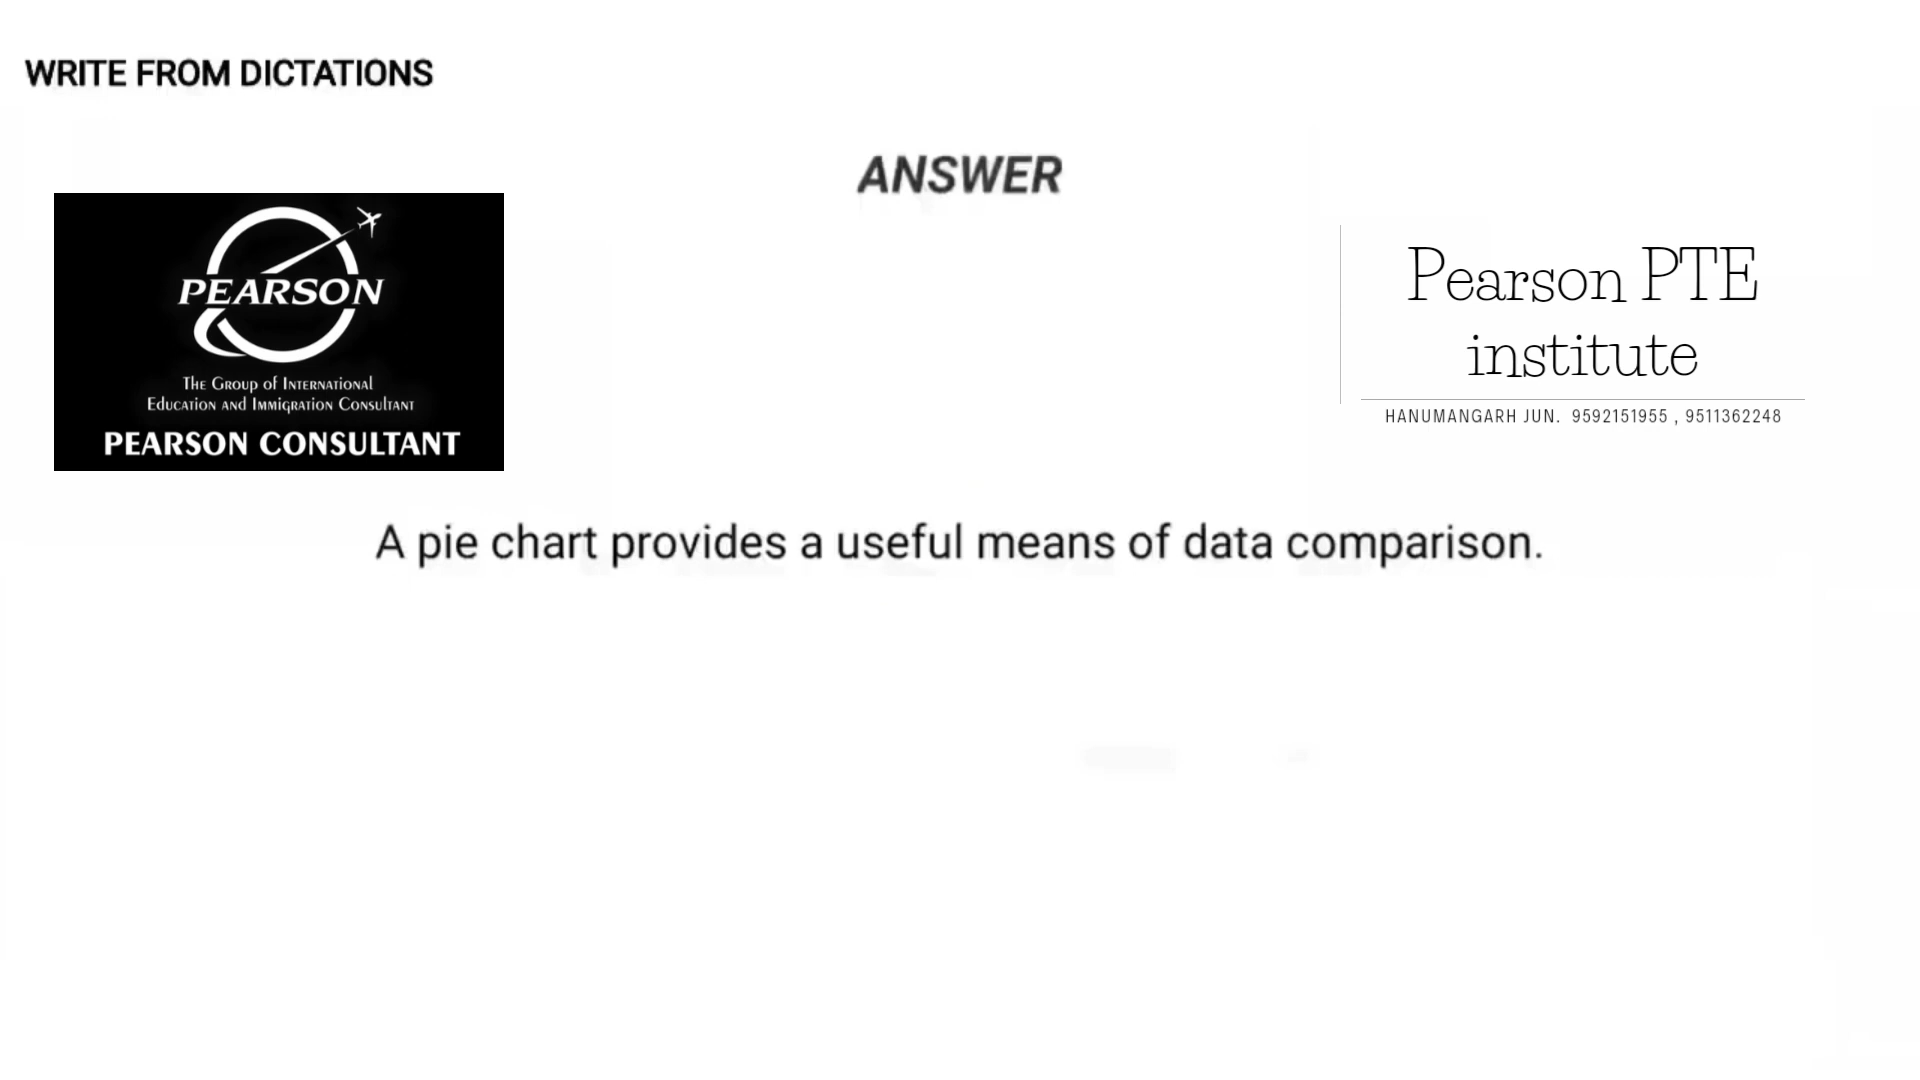 WRITE FROM DICTATIONS
ANSWER
PEARSON
The Group of International
Education and Immigration Consultant
PEARSON CONSULTANT
Pearson PTE
institute
HANUMANGARH JUN. 9592151955 , 9511362248
A pie chart provides a useful means of data comparison.